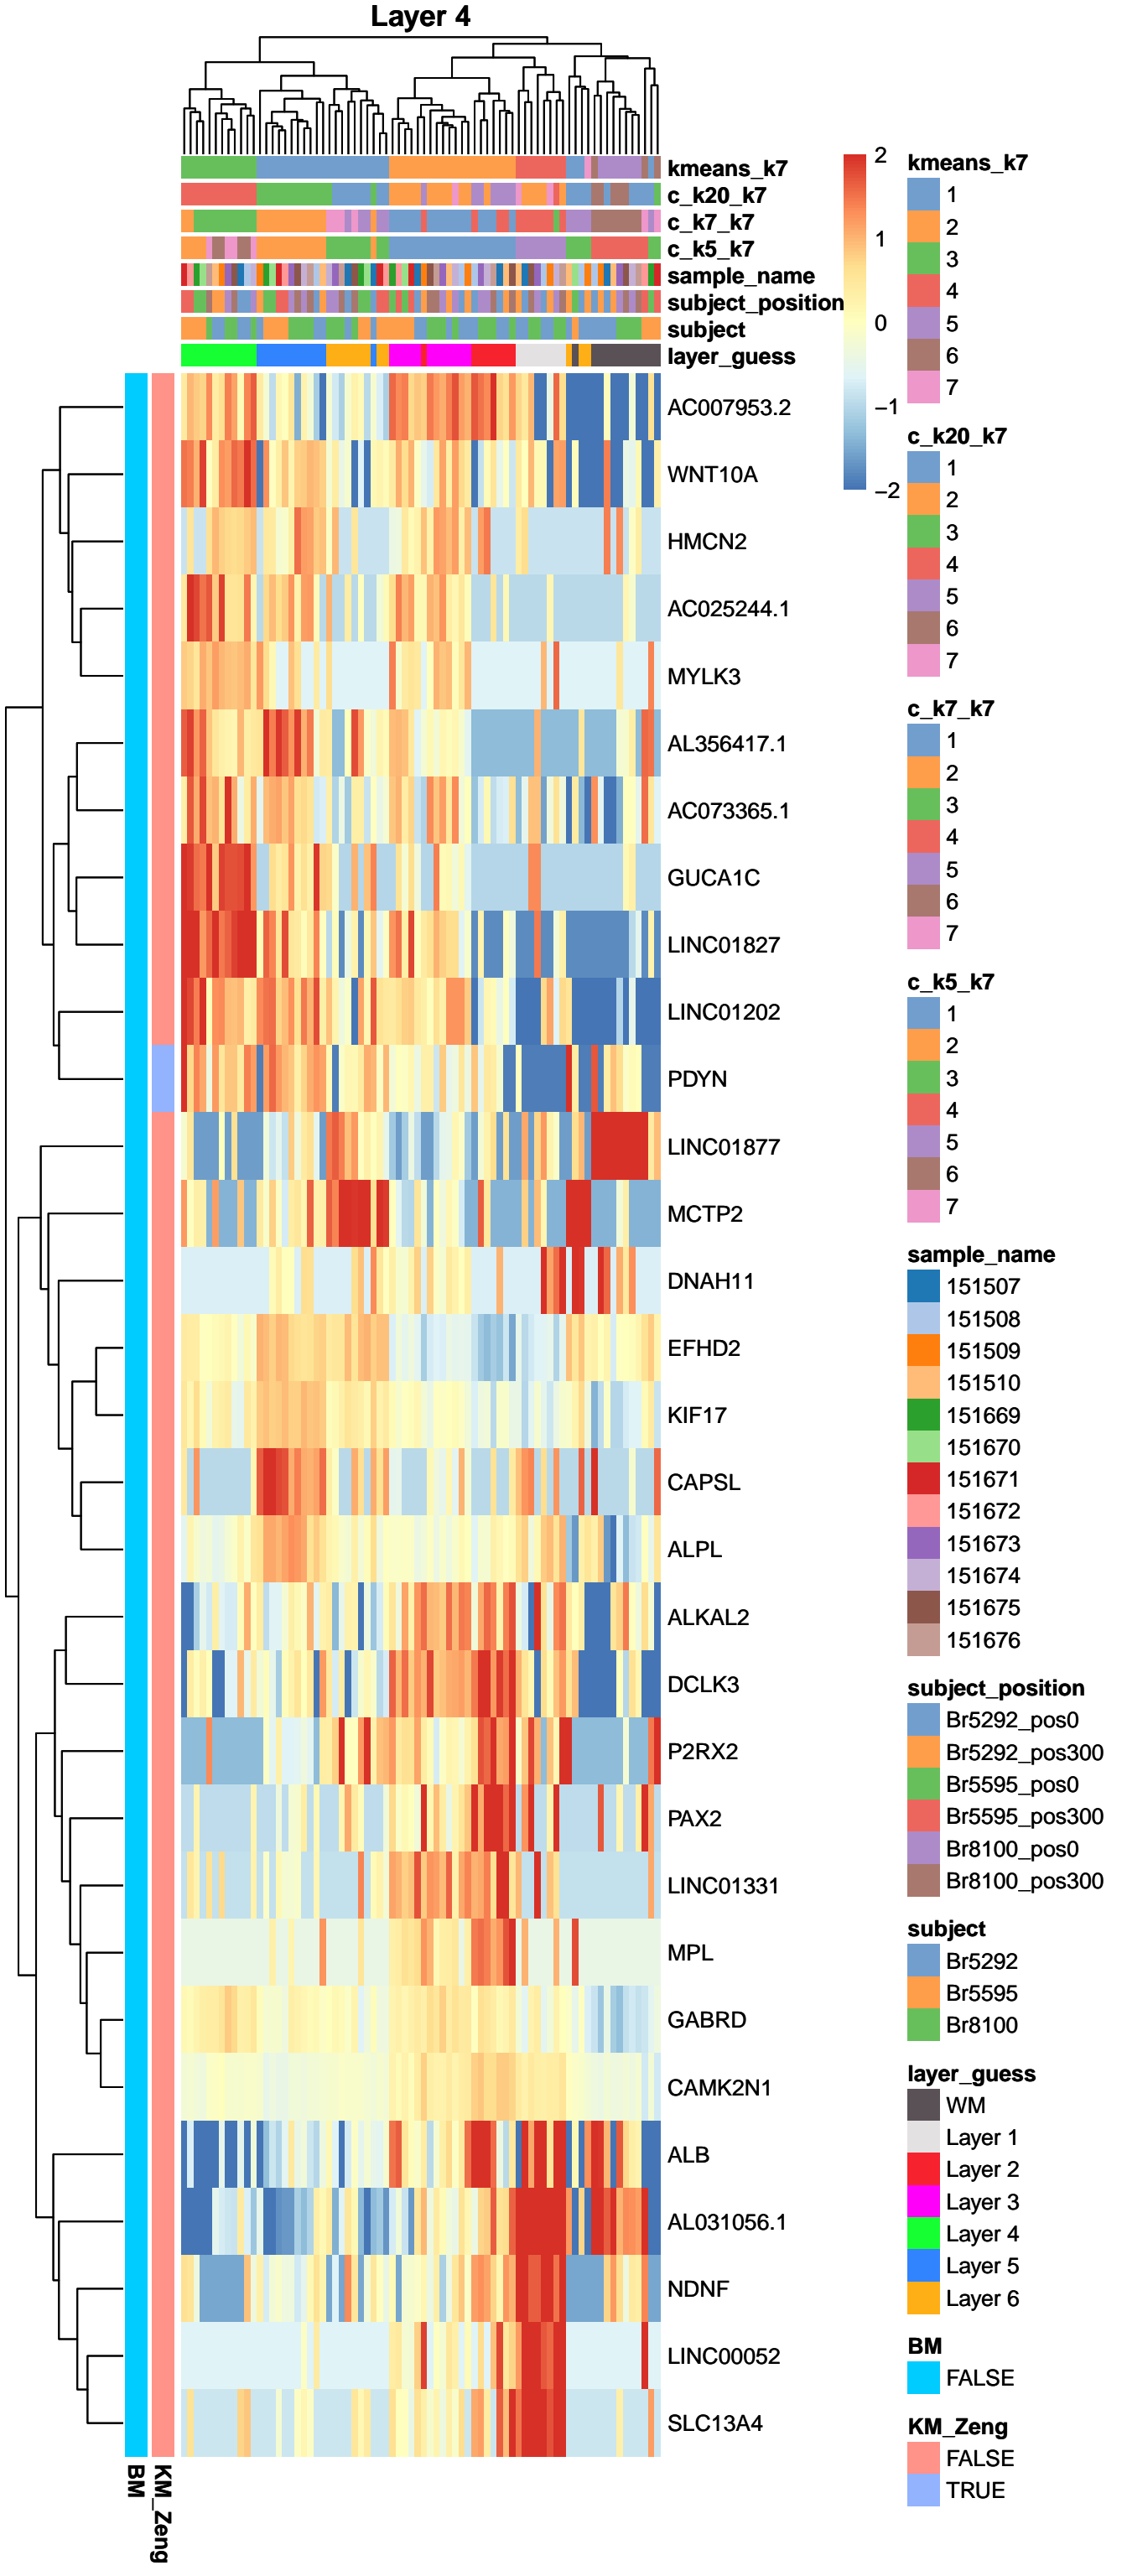 Layer 4
kmeans_k7
c_k20_k7
c_k7_k7
c_k5_k7
sample_name
subject_position
subject
layer_guess
AC007953.2
WNT10A
HMCN2
AC025244.1
MYLK3
AL356417.1
AC073365.1
GUCA1C
LINC01827
LINC01202
PDYN
LINC01877
MCTP2
DNAH11
EFHD2
KIF17
CAPSL
ALPL
ALKAL2
DCLK3
P2RX2
PAX2
LINC01331
MPL
GABRD
CAMK2N1
ALB
AL031056.1
NDNF
LINC00052
SLC13A4
BM
KM_Zeng
2
1
0
−1
−2
kmeans_k7
1
2
3
4
5
6
7
c_k20_k7
1
2
3
4
5
6
7
c_k7_k7
1
2
3
4
5
6
7
c_k5_k7
1
2
3
4
5
6
7
sample_name
151507
151508
151509
151510
151669
151670
151671
151672
151673
151674
151675
151676
subject_position
Br5292_pos0
Br5292_pos300
Br5595_pos0
Br5595_pos300
Br8100_pos0
Br8100_pos300
subject
Br5292
Br5595
Br8100
layer_guess
WM
Layer 1
Layer 2
Layer 3
Layer 4
Layer 5
Layer 6
BM
FALSE
KM_Zeng
FALSE
TRUE